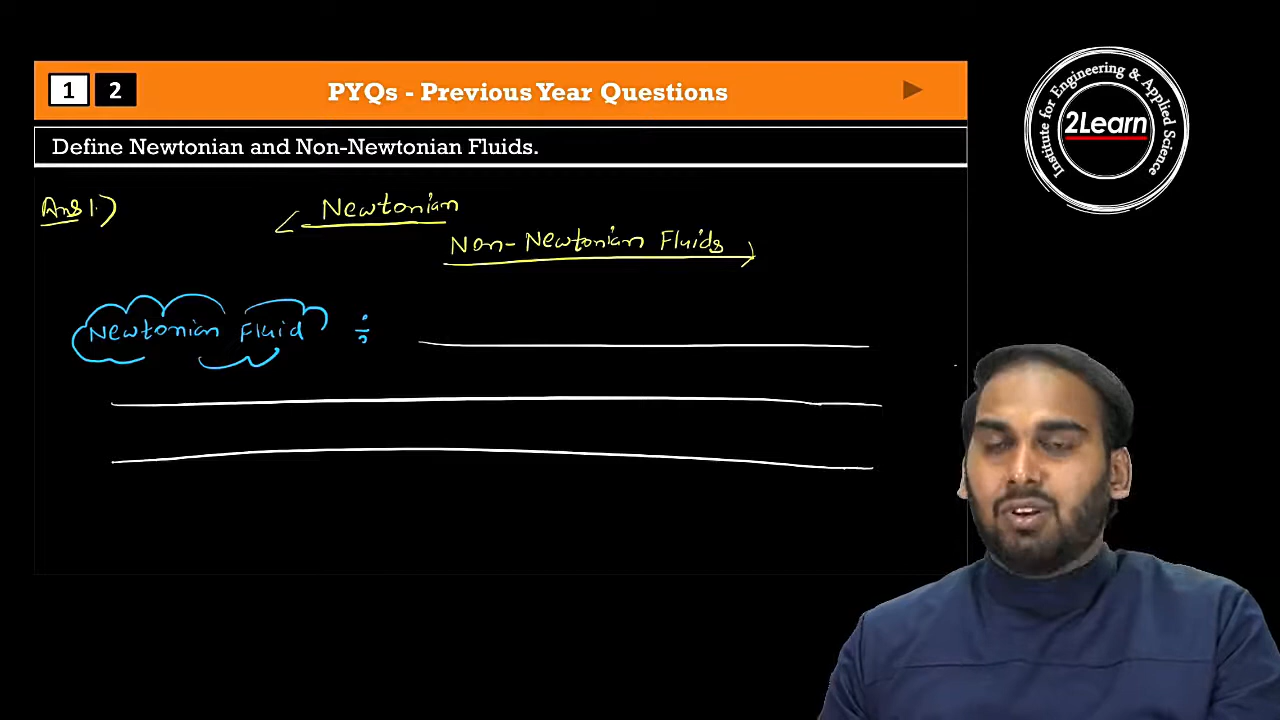 1 2 PYQs - Previous Year Questions
Define Newtonian and Non-Newtonian Fluids.
Ans 1.)
Newtonian
Non-Newtonian Fluids
Newtonian Fluid :
Institute for Engineering & Applied Science
2Learn